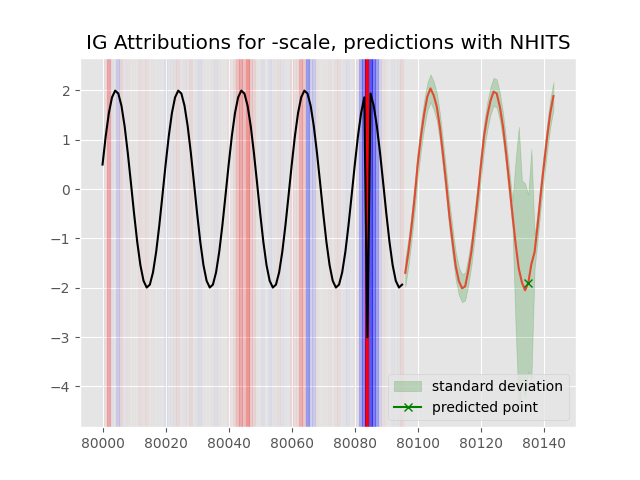 IG Attributions for -scale, predictions with NHITS
2
1
0
−1
−2
−3
−4
standard deviation
predicted point
80000 80020 80040 80060 80080 80100 80120 80140